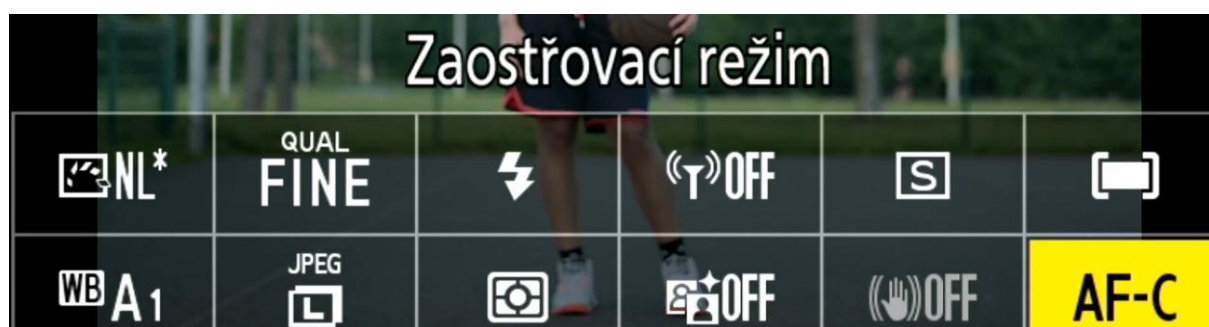 Zaostřovací režim
NL* QUAL FINE OFF S
WB A1 JPEG L OFF OFF AF-C